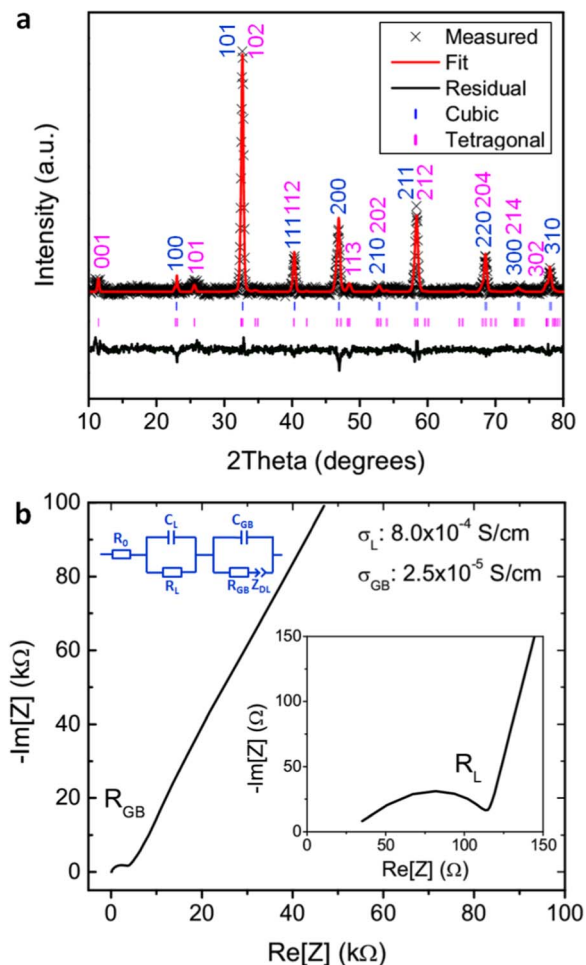 a
Measured
Fit
Residual
Cubic
Tetragonal
001
100
101
101
102
111
112
200
113
210
202
211
212
220
204
300
214
302
310
Intensity (a.u.)
10 20 30 40 50 60 70 80
2Theta (degrees)
b
R0
CL
RL
CGB
RGB
ZDL
σL: 8.0x10-4 S/cm
σGB: 2.5x10-5 S/cm
100
80
60
40
20
0
-Im[Z] (kΩ)
RGB
150
100
50
0
-Im[Z] (Ω)
RL
0 50 100 150
Re[Z] (Ω)
0 20 40 60 80 100
Re[Z] (kΩ)